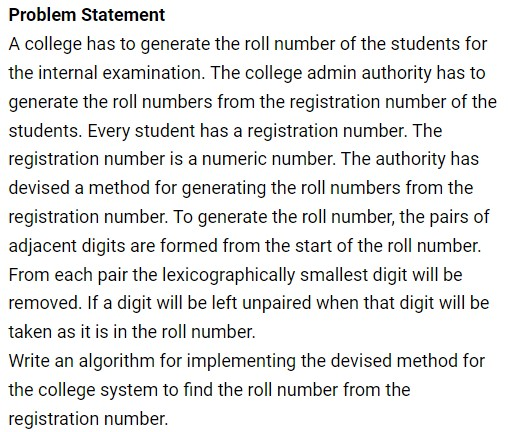 Problem Statement
A college has to generate the roll number of the students for
the internal examination. The college admin authority has to
generate the roll numbers from the registration number of the
students. Every student has a registration number. The
registration number is a numeric number. The authority has
devised a method for generating the roll numbers from the
registration number. To generate the roll number, the pairs of
adjacent digits are formed from the start of the roll number.
From each pair the lexicographically smallest digit will be
removed. If a digit will be left unpaired when that digit will be
taken as it is in the roll number.
Write an algorithm for implementing the devised method for
the college system to find the roll number from the
registration number.